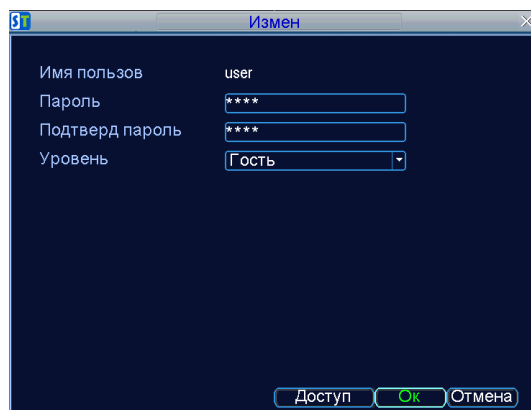 ST Измен
Имя пользов user
Пароль ****
Подтверд пароль ****
Уровень Гость
Доступ Ок Отмена